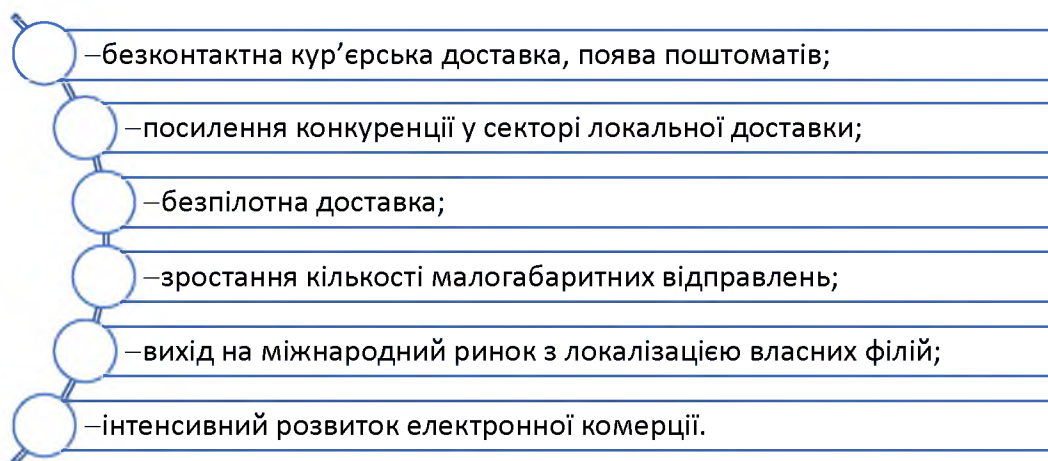 –безконтактна кур’єрська доставка, поява поштоматів;
–посилення конкуренції у секторі локальної доставки;
–безпілотна доставка;
–зростання кількості малогабаритних відправлень;
–вихід на міжнародний ринок з локалізацією власних філій;
–інтенсивний розвиток електронної комерції.